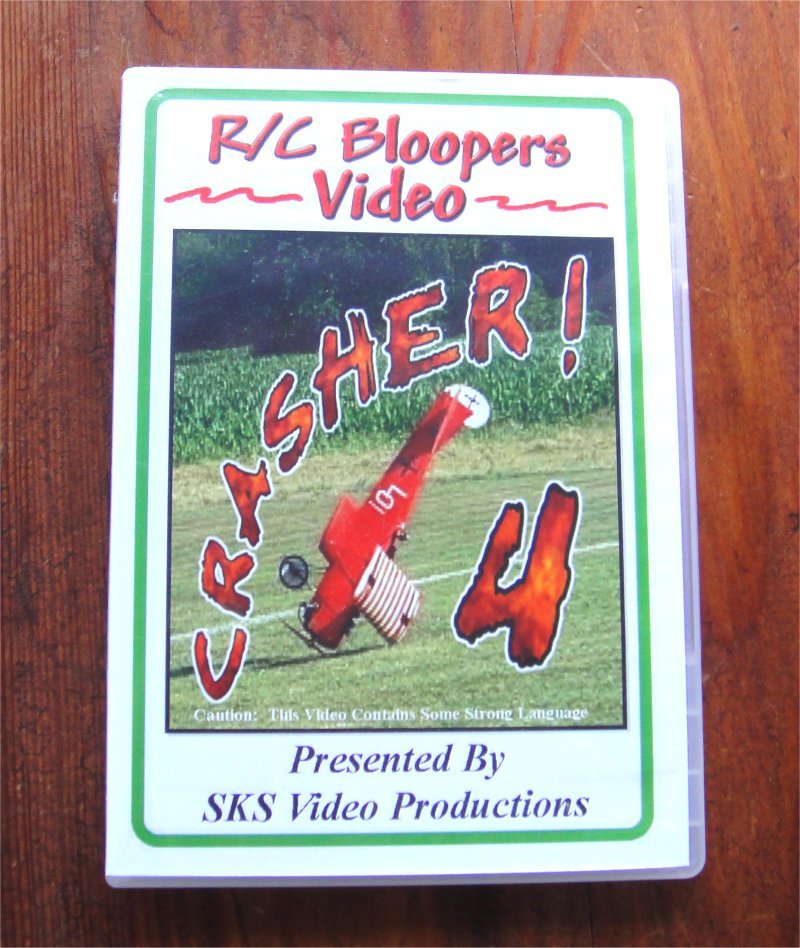 R/C Bloopers
Video
CRASHER!
4
Caution: This Video Contains Some Strong Language
Presented By
SKS Video Productions